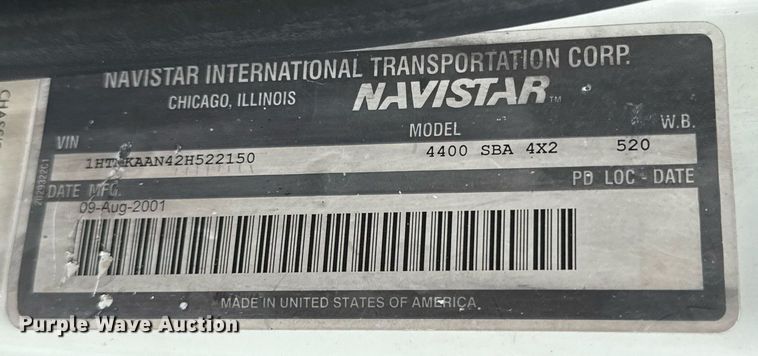 NAVISTAR INTERNATIONAL TRANSPORTATION CORP.
CHICAGO, ILLINOIS NAVISTAR TM
VIN MODEL W.B.
4400 SBA 4X2 520
DATE MFG. PD LOC - DATE
09-Aug-2001
MADE IN UNITED STATES OF AMERICA
Purple Wave Auction